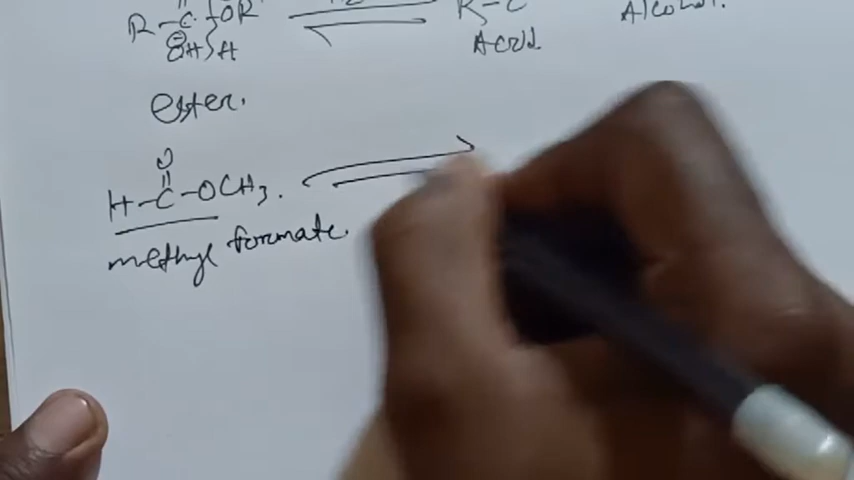 R-C-OR R-C Alcohol.
OH H Acid
ester.
O
H-C-OCH3.
methyl formate.